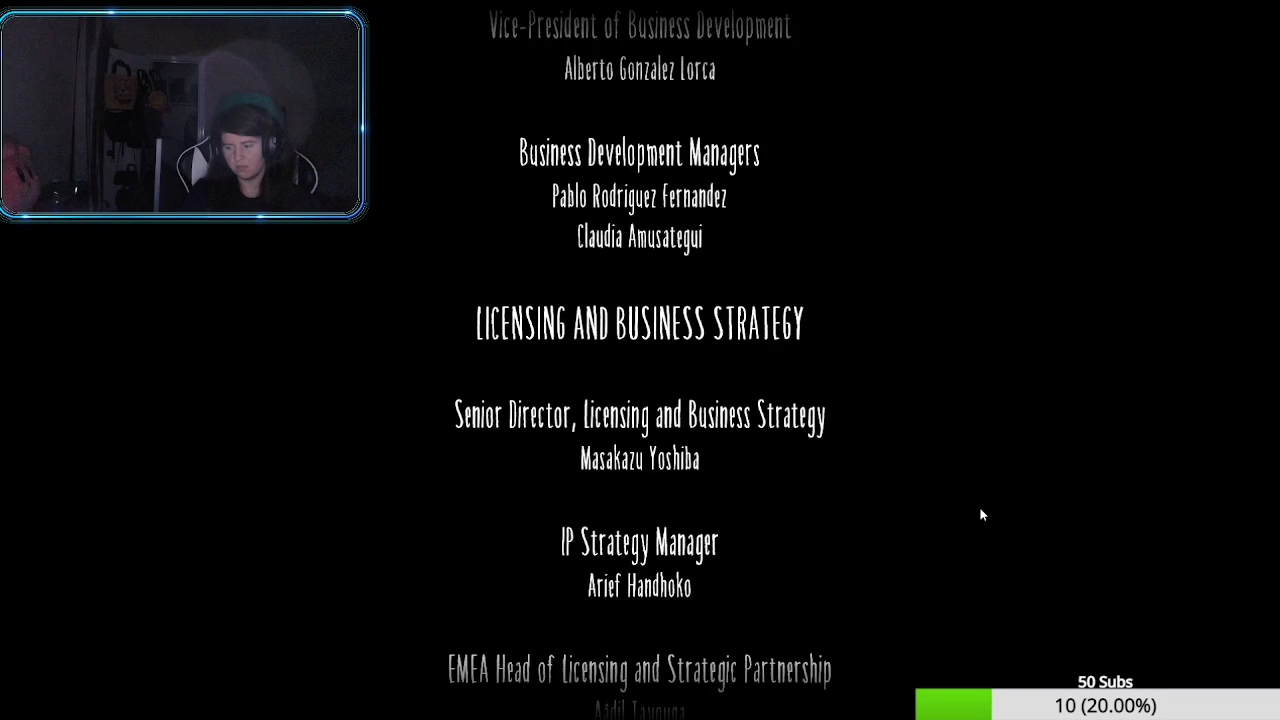 Vice-President of Business Development
Alberto Gonzalez Lorca
Business Development Managers
Pablo Rodriguez Fernandez
Claudia Amusategui
LICENSING AND BUSINESS STRATEGY
Senior Director, Licensing and Business Strategy
Masakazu Yoshiba
IP Strategy Manager
Arief Handhoko
EMEA Head of Licensing and Strategic Partnership
50 Subs
10 (20.00%)